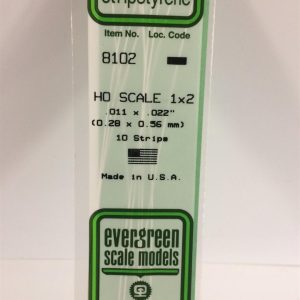 stripstyrene
Item No. Loc. Code
8102
HO SCALE 1x2
.011 x .022"
(0.28 x 0.56 mm)
10 Strips
Made in U.S.A.
evergreen
scale models